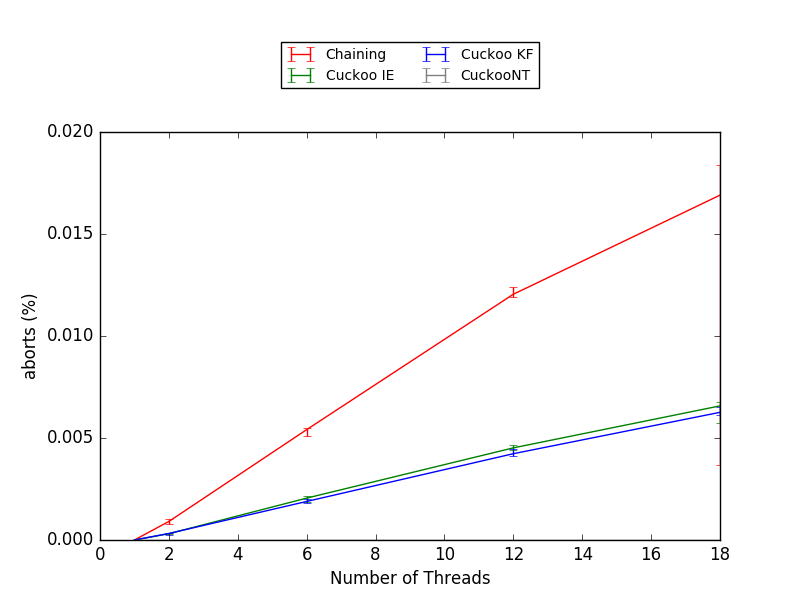 Chaining
Cuckoo KF
Cuckoo IE
CuckooNT
0.020
0.015
0.010
0.005
0.000
aborts (%)
0 2 4 6 8 10 12 14 16 18
Number of Threads